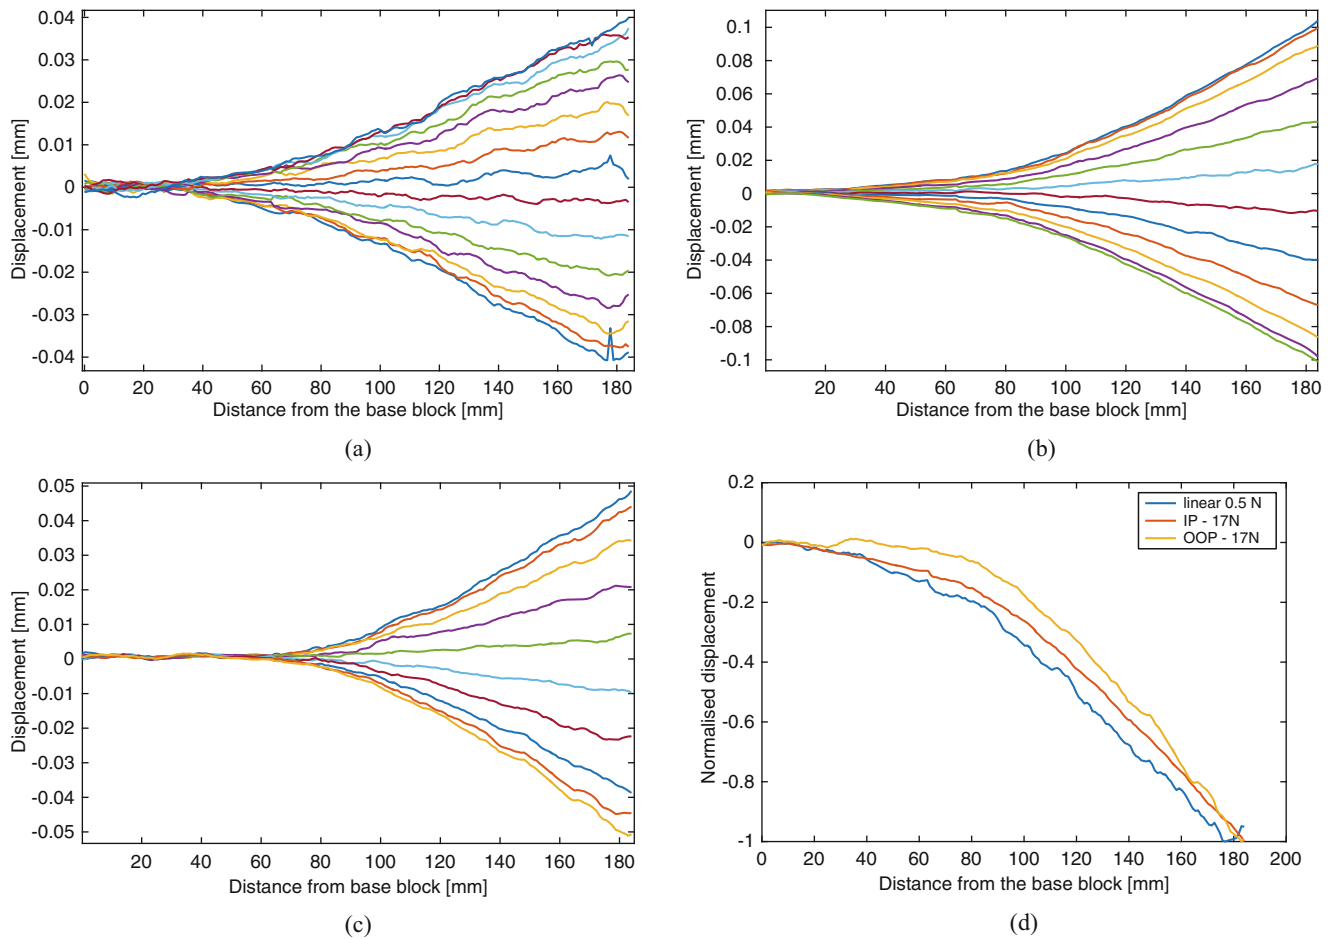 0.04
0.03
0.02
0.01
0
-0.01
-0.02
-0.03
-0.04
Displacement [mm]
0 20 40 60 80 100 120 140 160 180
Distance from the base block [mm]
(a)
0.1
0.08
0.06
0.04
0.02
0
-0.02
-0.04
-0.06
-0.08
-0.1
Displacement [mm]
20 40 60 80 100 120 140 160 180
Distance from the base block [mm]
(b)
0.05
0.04
0.03
0.02
0.01
0
-0.01
-0.02
-0.03
-0.04
-0.05
Displacement [mm]
20 40 60 80 100 120 140 160 180
Distance from base block [mm]
(c)
0.2
0
-0.2
-0.4
-0.6
-0.8
-1
Normalised displacement
linear 0.5 N
IP - 17N
OOP - 17N
0 20 40 60 80 100 120 140 160 180 200
Distance from the base block [mm]
(d)